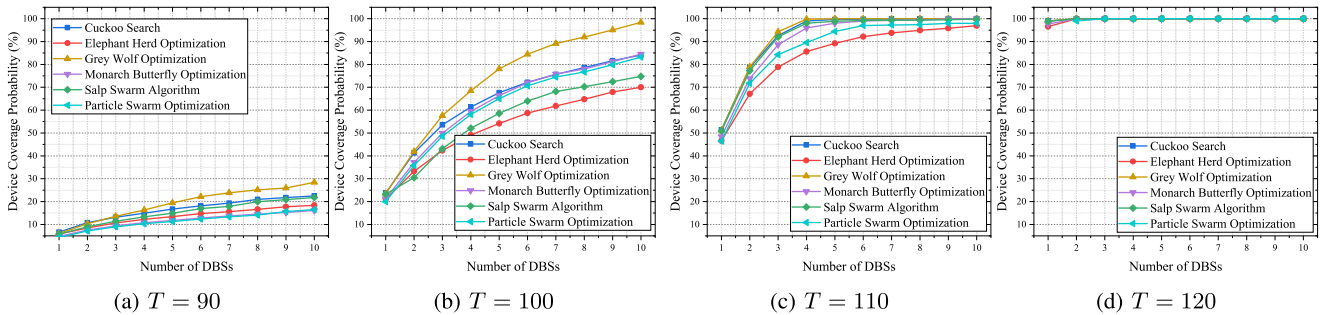 Device Coverage Probability (%)
100
90
80
70
60
50
40
30
20
10
Cuckoo Search
Elephant Herd Optimization
Grey Wolf Optimization
Monarch Butterfly Optimization
Salp Swarm Algorithm
Particle Swarm Optimization
1 2 3 4 5 6 7 8 9 10
Number of DBSs
(a) T = 90
Device Coverage Probability (%)
100
90
80
70
60
50
40
30
20
10
Cuckoo Search
Elephant Herd Optimization
Grey Wolf Optimization
Monarch Butterfly Optimization
Salp Swarm Algorithm
Particle Swarm Optimization
1 2 3 4 5 6 7 8 9 10
Number of DBSs
(b) T = 100
Device Coverage Probability (%)
100
90
80
70
60
50
40
30
20
10
Cuckoo Search
Elephant Herd Optimization
Grey Wolf Optimization
Monarch Butterfly Optimization
Salp Swarm Algorithm
Particle Swarm Optimization
1 2 3 4 5 6 7 8 9 10
Number of DBSs
(c) T = 110
Device Coverage Probability (%)
100
90
80
70
60
50
40
30
20
10
Cuckoo Search
Elephant Herd Optimization
Grey Wolf Optimization
Monarch Butterfly Optimization
Salp Swarm Algorithm
Particle Swarm Optimization
1 2 3 4 5 6 7 8 9 10
Number of DBSs
(d) T = 120